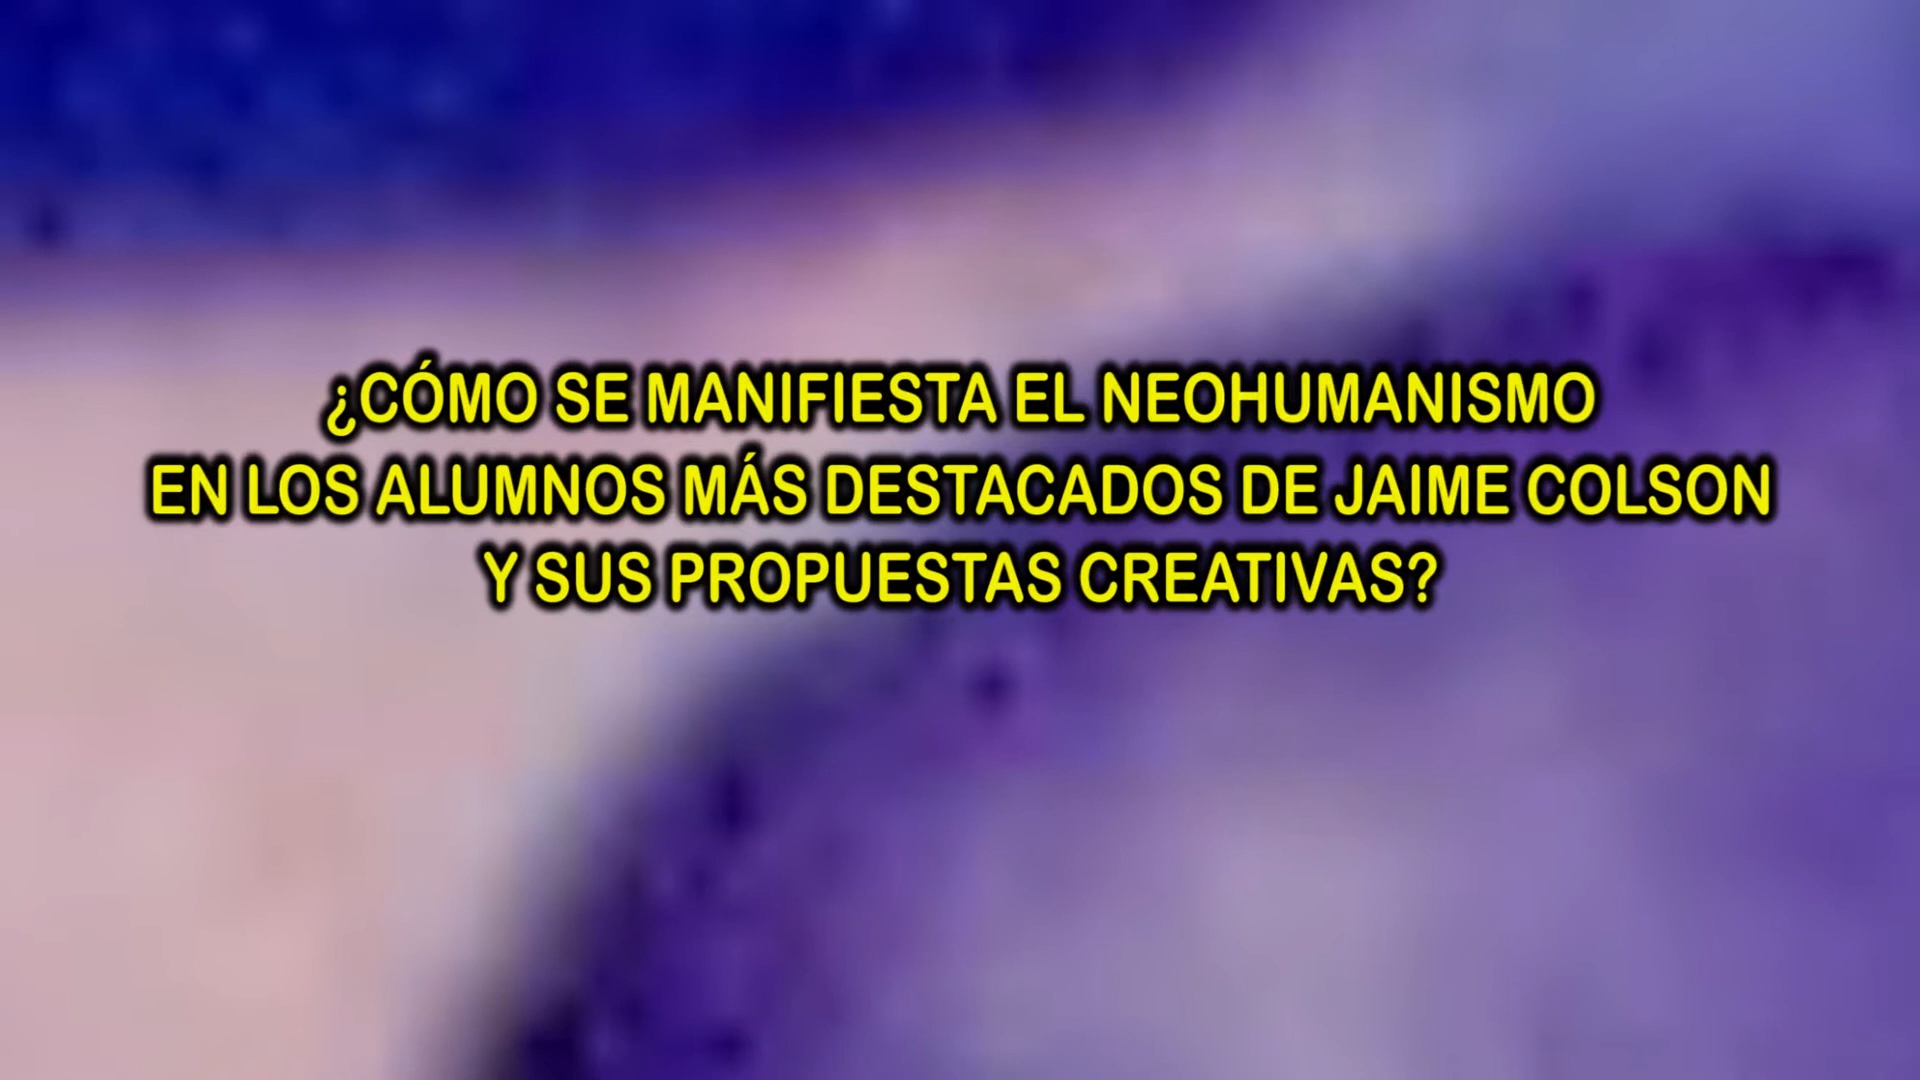 ¿CÓMO SE MANIFIESTA EL NEOHUMANISMO
EN LOS ALUMNOS MÁS DESTACADOS DE JAIME COLSON
Y SUS PROPUESTAS CREATIVAS?